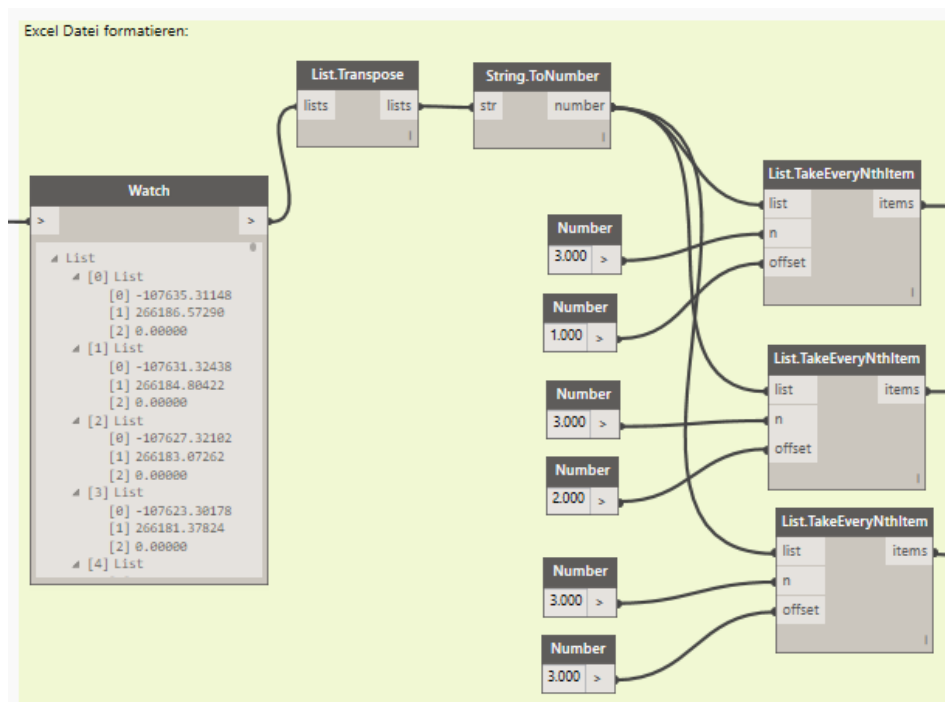 Excel Datei formatieren:
List.Transpose
lists
lists
String.ToNumber
str
number
Watch
>
>
List
[0] List
[0] -107635.31148
[1] 266186.57290
[2] 0.00000
[1] List
[0] -107631.32438
[1] 266184.80422
[2] 0.00000
[2] List
[0] -107627.32102
[1] 266183.07262
[2] 0.00000
[3] List
[0] -107623.30178
[1] 266181.37824
[2] 0.00000
[4] List
Number
3.000 >
Number
1.000 >
Number
3.000 >
Number
2.000 >
Number
3.000 >
Number
3.000 >
List.TakeEveryNthItem
list
items
n
offset
List.TakeEveryNthItem
list
items
n
offset
List.TakeEveryNthItem
list
items
n
offset